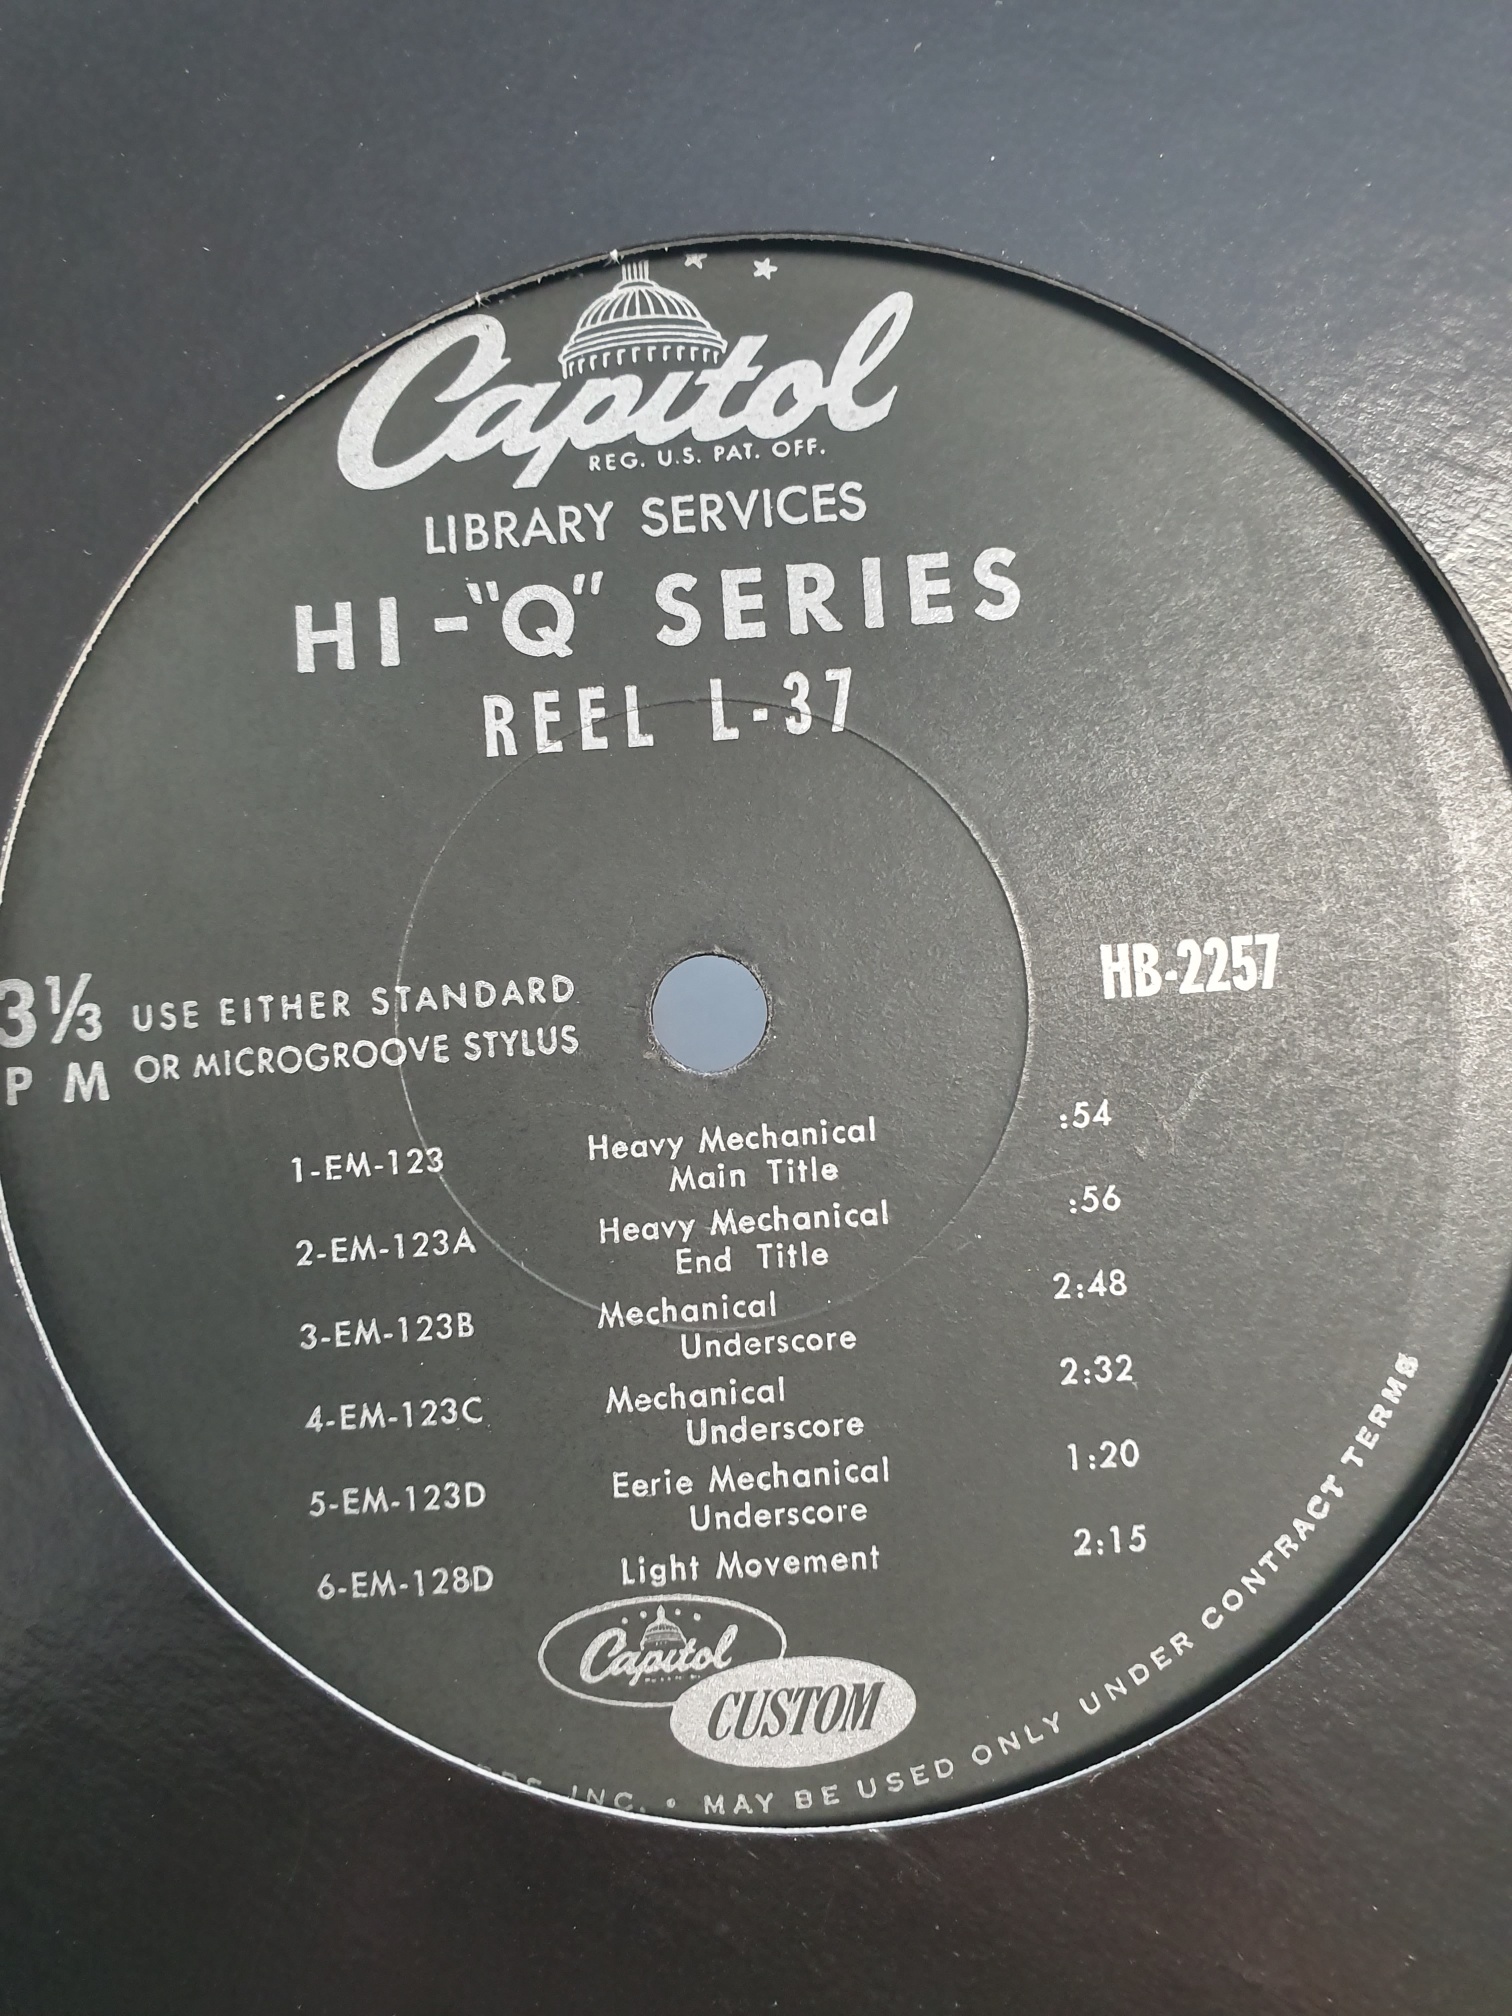 Capitol
REG. U.S. PAT. OFF.
LIBRARY SERVICES
HI-"Q" SERIES
REEL L-37
HB-2257
3 1/3 USE EITHER STANDARD
P M OR MICROGROOVE STYLUS
1-EM-123 Heavy Mechanical :54
Main Title
2-EM-123A Heavy Mechanical :56
End Title
3-EM-123B Mechanical 2:48
Underscore
4-EM-123C Mechanical 2:32
Underscore
5-EM-123D Eerie Mechanical 1:20
Underscore
6-EM-128D Light Movement 2:15
Capitol
CUSTOM
INC. • MAY BE USED ONLY UNDER CONTRACT TERMS